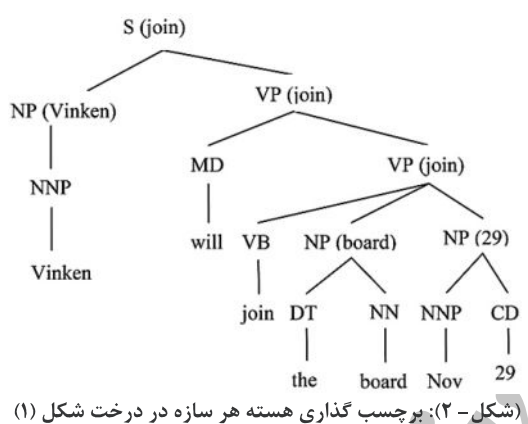 S (join)
NP (Vinken) VP (join)
NNP MD VP (join)
Vinken will VB NP (board) NP (29)
join DT NN NNP CD
the board Nov 29
(شکل - ۲): برچسب گذاری هسته هر سازه در درخت شکل (۱)